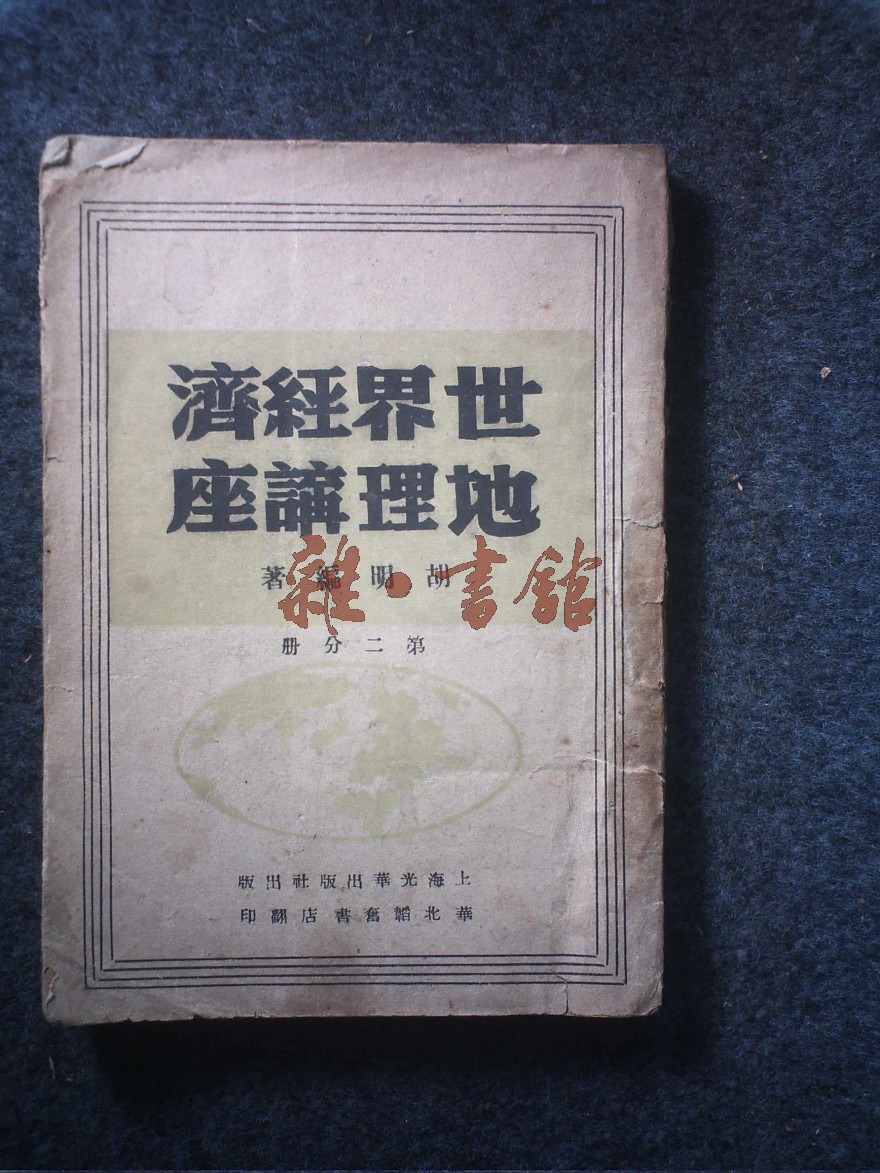 世界經濟
地理講座
胡明編著
雜·書館
第二分册
上海光華出版社出版
華北韜奮書店翻印